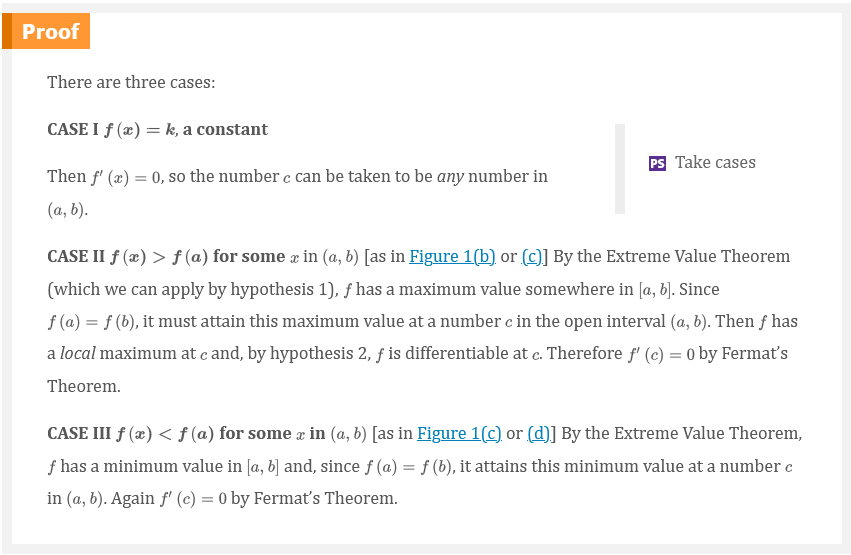 Proof
There are three cases:
CASE I f (x) = k, a constant
Then f′ (x) = 0, so the number c can be taken to be any number in
(a, b).
PS Take cases
CASE II f (x) > f (a) for some x in (a, b) [as in Figure 1(b) or (c)] By the Extreme Value Theorem
(which we can apply by hypothesis 1), f has a maximum value somewhere in [a, b]. Since
f (a) = f (b), it must attain this maximum value at a number c in the open interval (a, b). Then f has
a local maximum at c and, by hypothesis 2, f is differentiable at c. Therefore f′ (c) = 0 by Fermat’s
Theorem.
CASE III f (x) < f (a) for some x in (a, b) [as in Figure 1(c) or (d)] By the Extreme Value Theorem,
f has a minimum value in [a, b] and, since f (a) = f (b), it attains this minimum value at a number c
in (a, b). Again f′ (c) = 0 by Fermat’s Theorem.